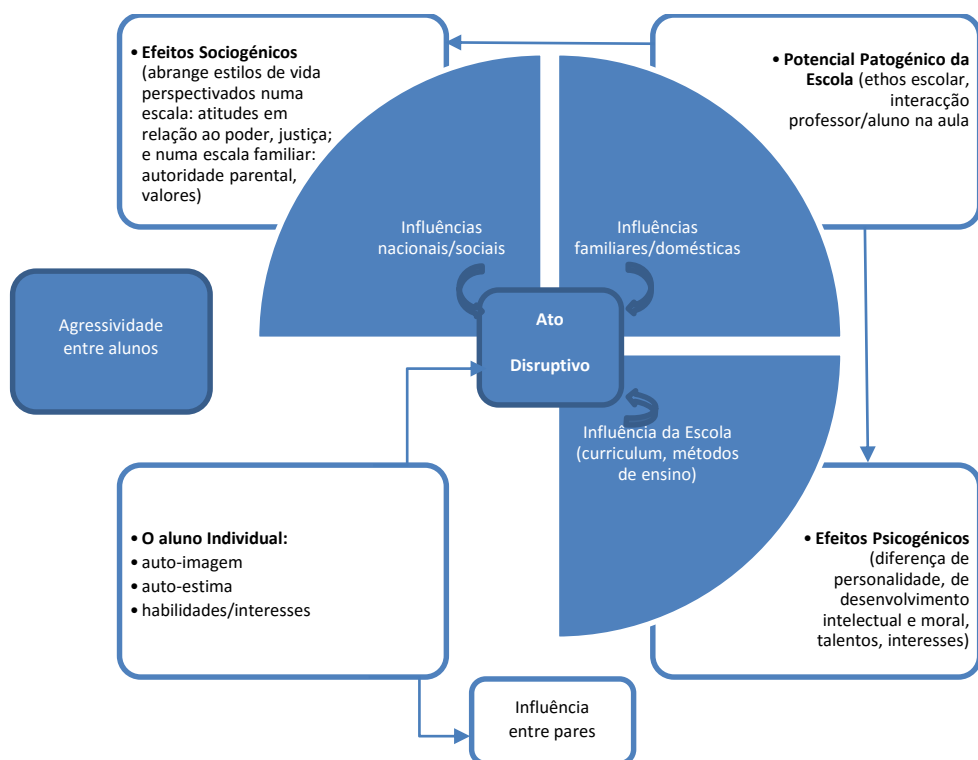 • Efeitos Sociogénicos
(abrange estilos de vida
perspectivados numa
escala: atitudes em
relação ao poder, justiça;
e numa escala familiar:
autoridade parental,
valores)
• Potencial Patogénico da
Escola (ethos escolar,
interacção
professor/aluno na aula
Influências
nacionais/sociais
Influências
familiares/domésticas
Agressividade
entre alunos
Ato
Disruptivo
Influência da Escola
(curriculum, métodos
de ensino)
• O aluno Individual:
• auto-imagem
• auto-estima
• habilidades/interesses
• Efeitos Psicogénicos
(diferença de
personalidade, de
desenvolvimento
intelectual e moral,
talentos, interesses)
Influência
entre pares